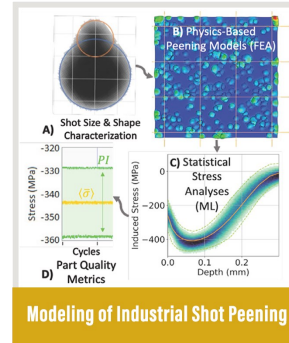 A)
Shot Size & Shape
Characterization
B) Physics-Based
Peening Models (FEA)
-320
-330
-340
-350
-360
Stress (MPa)
PI
⟨σ̄⟩
Cycles
D)
Part Quality
Metrics
C) Statistical
Stress
Analyses
(ML)
0
-200
-400
Induced Stress (MPa)
0.0
0.1
0.2
Depth (mm)
Modeling of Industrial Shot Peening